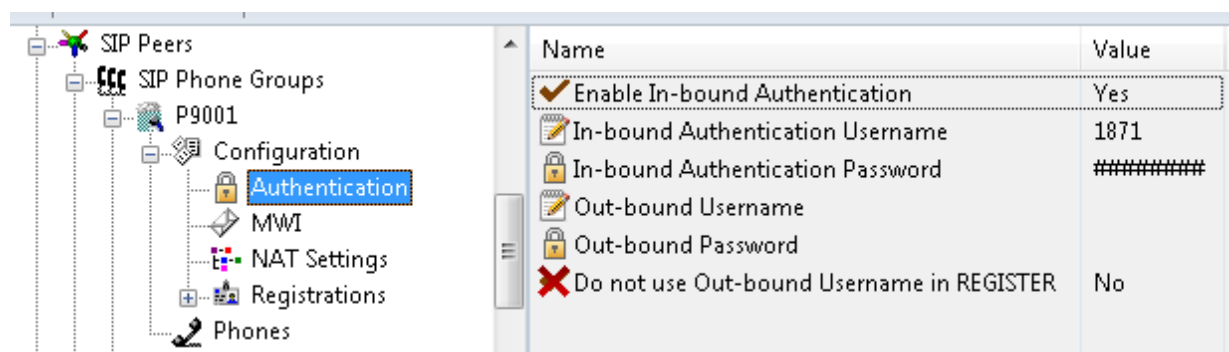 SIP Peers
SIP Phone Groups
P9001
Configuration
Authentication
MWI
NAT Settings
Registrations
Phones
Name Value
Enable In-bound Authentication Yes
In-bound Authentication Username 1871
In-bound Authentication Password ########
Out-bound Username
Out-bound Password
Do not use Out-bound Username in REGISTER No